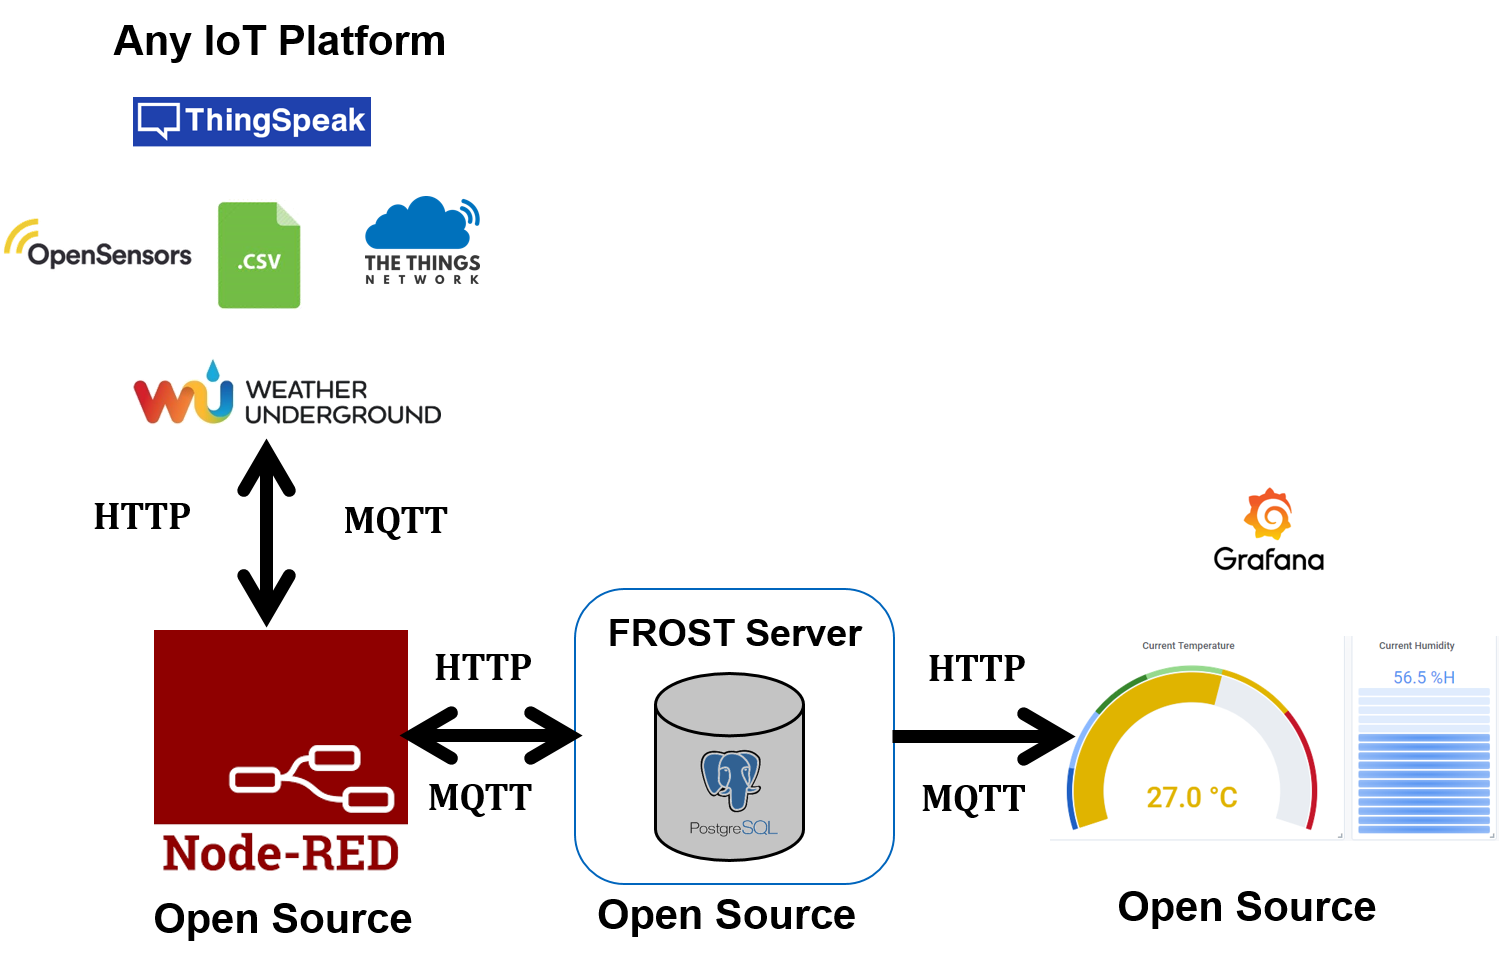 Any IoT Platform
ThingSpeak
OpenSensors
.CSV
THE THINGS
NETWORK
WU WEATHER
UNDERGROUND
HTTP
MQTT
Grafana
FROST Server
Current Temperature
Current Humidity
HTTP
HTTP
56.5 %H
MQTT
MQTT
27.0 °C
PostgreSQL
Node-RED
Open Source
Open Source
Open Source